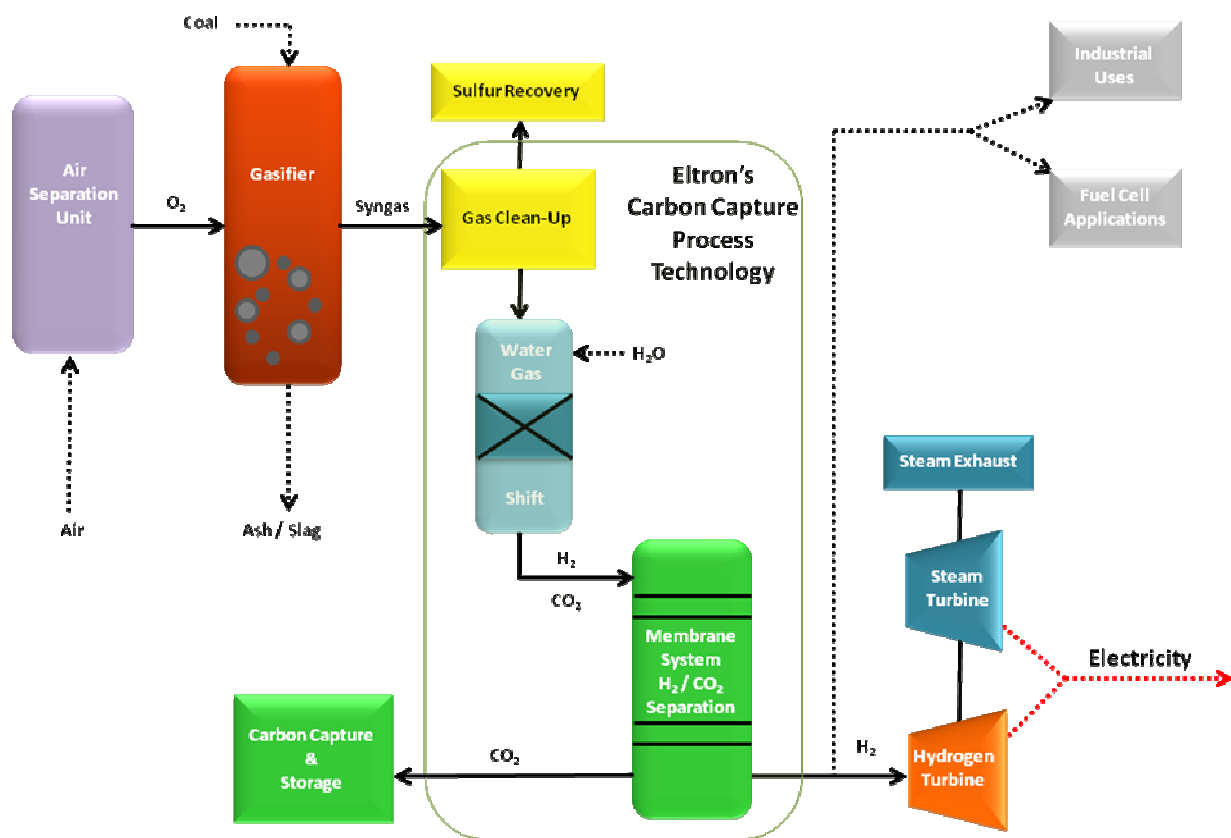 Coal
Air
Separation
Unit
O₂
Gasifier
Syngas
Ash / Slag
Air
Sulfur Recovery
Gas Clean-Up
Eltron's
Carbon Capture
Process
Technology
Water
Gas
Shift
H₂O
H₂
CO₂
Membrane
System
H₂ / CO₂
Separation
CO₂
Carbon Capture
&
Storage
H₂
Industrial
Uses
Fuel Cell
Applications
Steam Exhaust
Steam
Turbine
Hydrogen
Turbine
Electricity